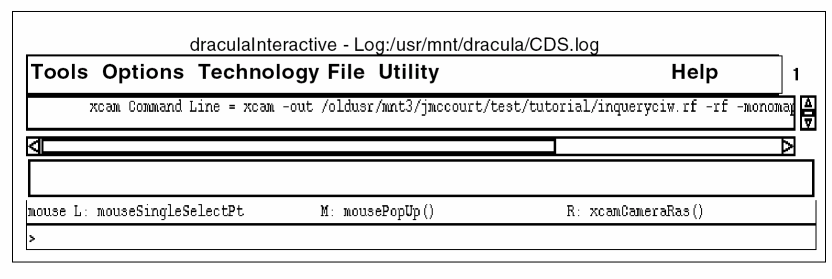 draculaInteractive - Log:/usr/mnt/dracula/CDS.log
Tools Options Technology File Utility Help 1
xcam Command Line = xcam -out /oldusr/mnt3/jmccourt/test/tutorial/inqueryciw.rf -rf -monomap
mouse L: mouseSingleSelectPt M: mousePopUp() R: xcamCameraRas()
>